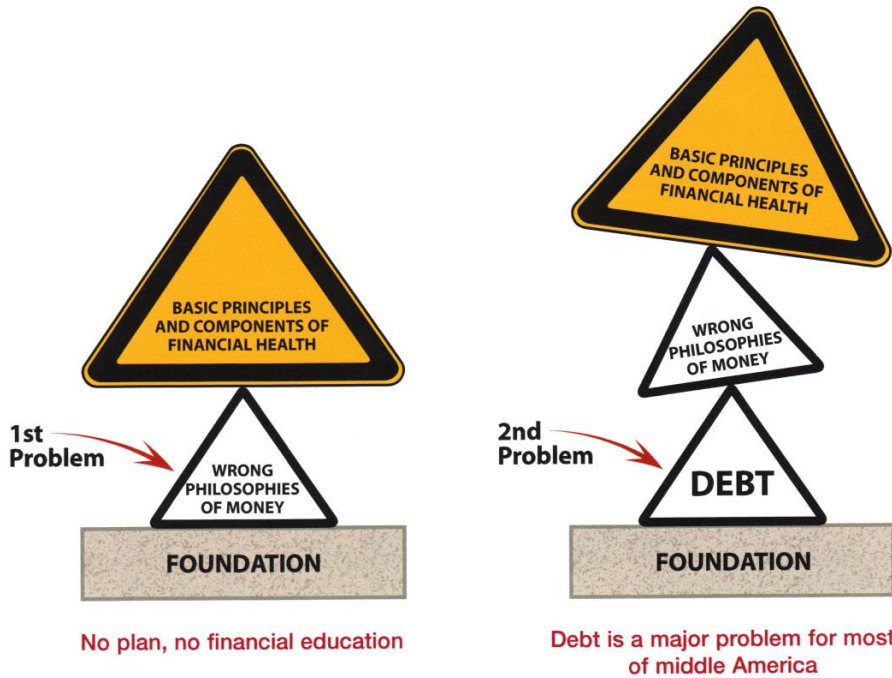 BASIC PRINCIPLES
AND COMPONENTS OF
FINANCIAL HEALTH
1st
Problem
WRONG
PHILOSOPHIES
OF MONEY
FOUNDATION
No plan, no financial education
BASIC PRINCIPLES
AND COMPONENTS OF
FINANCIAL HEALTH
WRONG
PHILOSOPHIES
OF MONEY
2nd
Problem
DEBT
FOUNDATION
Debt is a major problem for most
of middle America